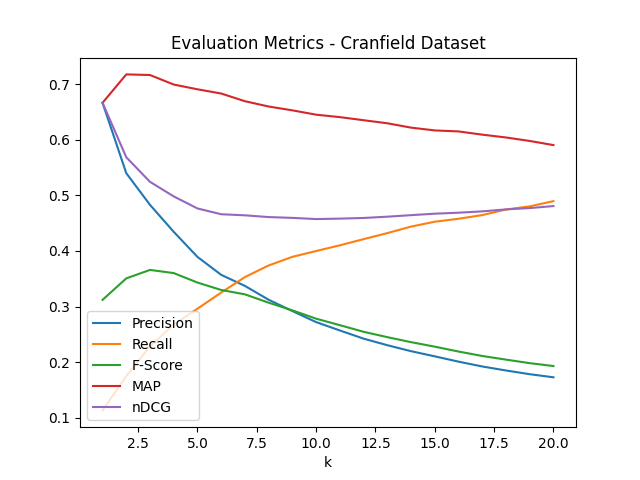 Evaluation Metrics - Cranfield Dataset
0.7
0.6
0.5
0.4
0.3
0.2
0.1
Precision
Recall
F-Score
MAP
nDCG
2.5 5.0 7.5 10.0 12.5 15.0 17.5 20.0
k